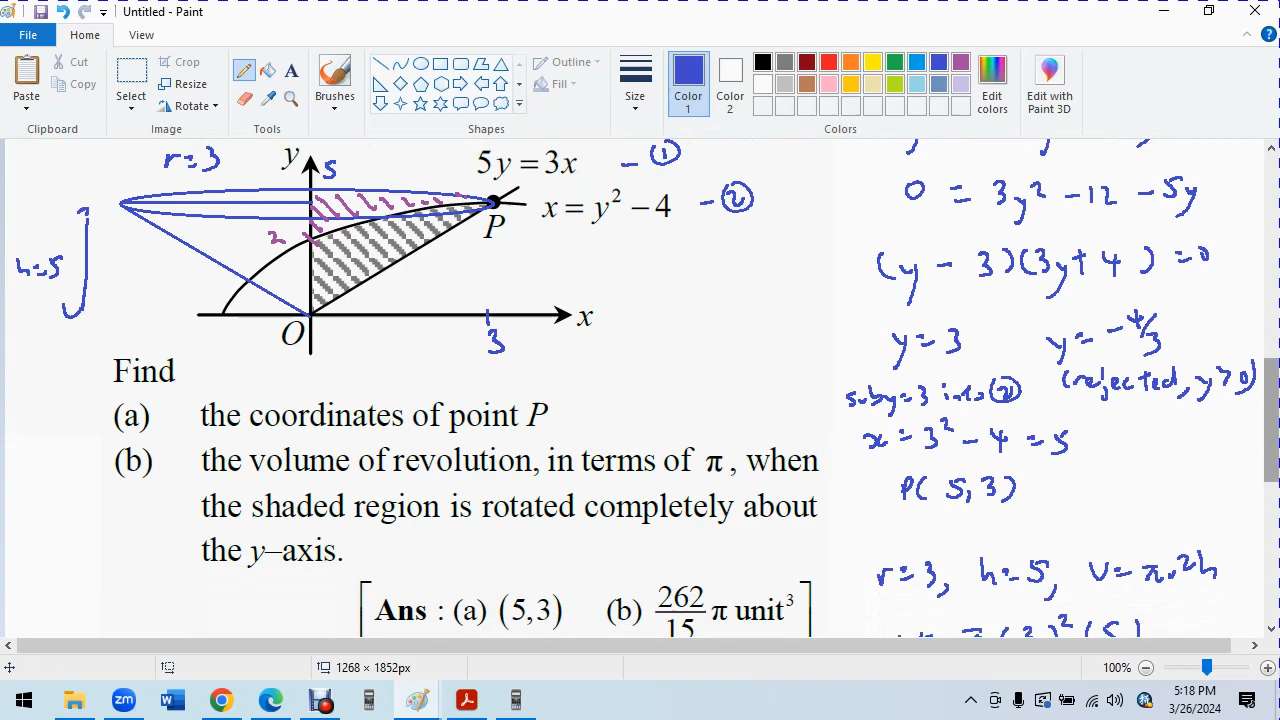 Untitled - Paint
File Home View
Paste Cut Copy Clipboard
Select Crop Resize Rotate Image
Tools
Brushes
Outline Fill Shapes
Size
Color 1 Color 2 Edit colors Colors
Edit with Paint 3D
r=3
y
5
5y = 3x - ①
x = y² − 4 - ②
P
2
h=5
O
x
3
Find
(a) the coordinates of point P
(b) the volume of revolution, in terms of π, when
the shaded region is rotated completely about
the y–axis.
[Ans : (a) (5,3) (b) 262/15 π unit³]
0 = 3y² -12 -5y
(y - 3)(3y + 4) =0
y = 3 y = -4/3
(rejected, y>0)
sub y=3 into ②
x = 3² - 4 = 5
P( 5, 3)
r=3, h=5, V= πr²h
π (3)² (5)
1268 × 1852px
100%
5:18 PM
3/26/2024